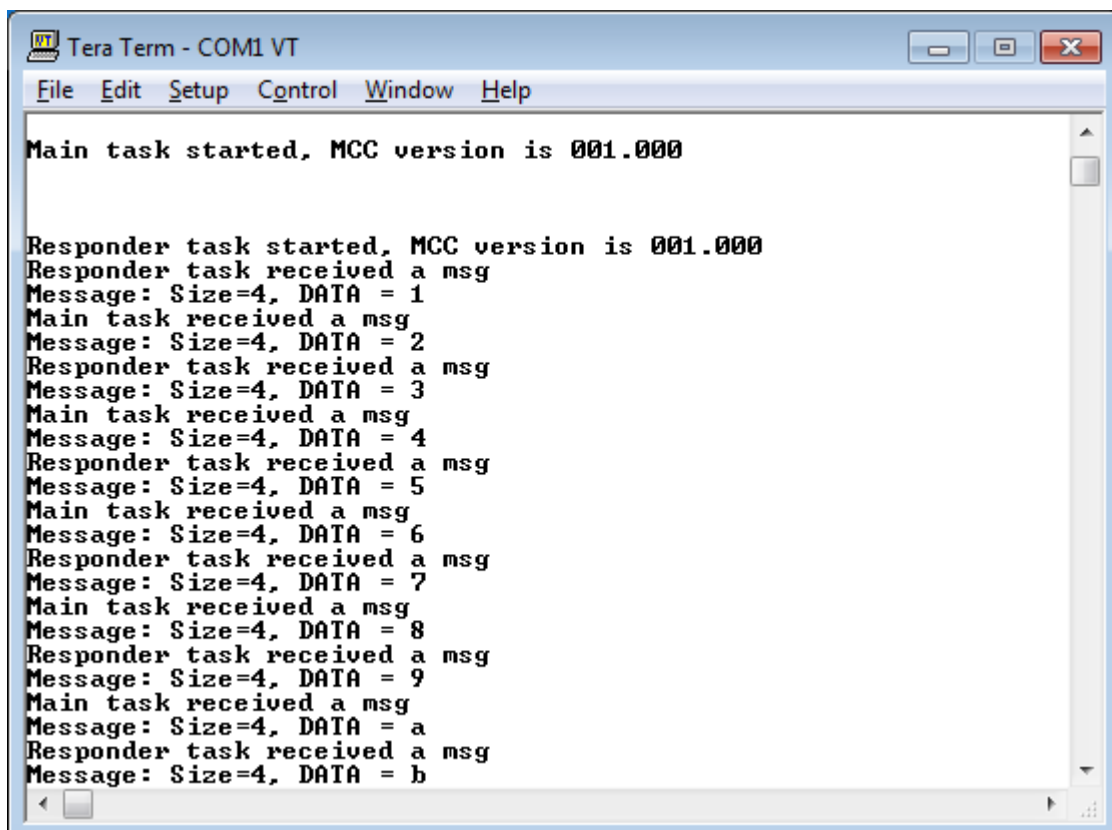 Tera Term - COM1 VT
File Edit Setup Control Window Help
Main task started, MCC version is 001.000
Responder task started, MCC version is 001.000
Responder task received a msg
Message: Size=4, DATA = 1
Main task received a msg
Message: Size=4, DATA = 2
Responder task received a msg
Message: Size=4, DATA = 3
Main task received a msg
Message: Size=4, DATA = 4
Responder task received a msg
Message: Size=4, DATA = 5
Main task received a msg
Message: Size=4, DATA = 6
Responder task received a msg
Message: Size=4, DATA = 7
Main task received a msg
Message: Size=4, DATA = 8
Responder task received a msg
Message: Size=4, DATA = 9
Main task received a msg
Message: Size=4, DATA = a
Responder task received a msg
Message: Size=4, DATA = b